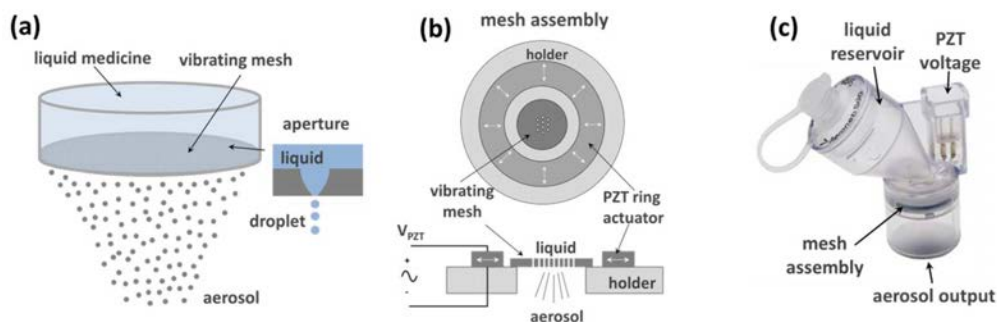 (a)
liquid medicine
vibrating mesh
aperture
liquid
droplet
aerosol
(b)
mesh assembly
holder
vibrating
mesh
PZT ring
actuator
V_PZT
+
~
-
liquid
holder
aerosol
(c)
liquid
reservoir
PZT
voltage
mesh
assembly
aerosol output